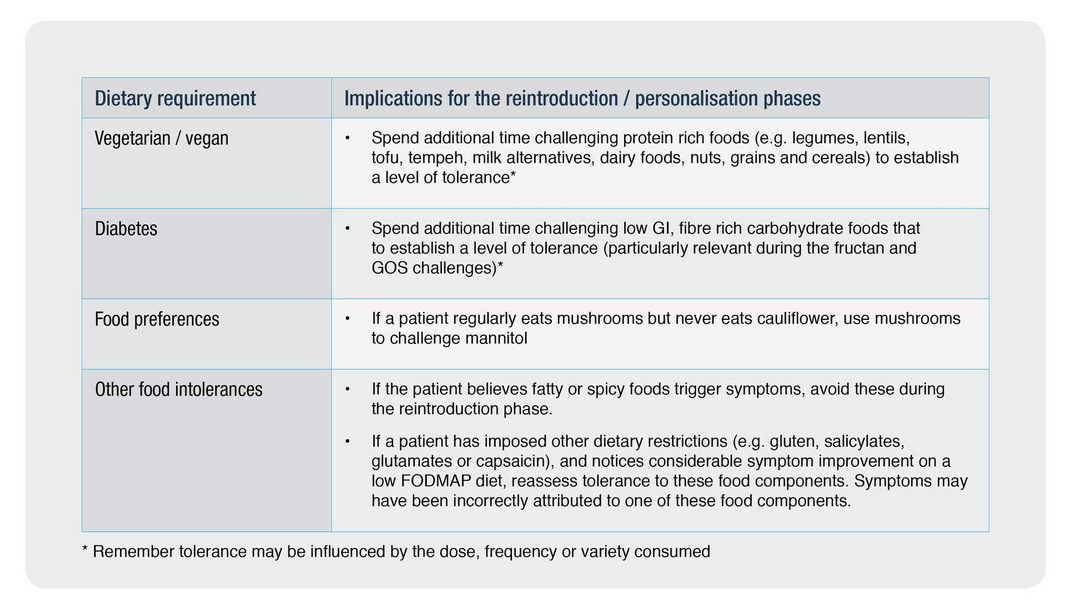 Dietary requirement
Implications for the reintroduction / personalisation phases
Vegetarian / vegan
• Spend additional time challenging protein rich foods (e.g. legumes, lentils,
tofu, tempeh, milk alternatives, dairy foods, nuts, grains and cereals) to establish
a level of tolerance*
Diabetes
• Spend additional time challenging low GI, fibre rich carbohydrate foods that
to establish a level of tolerance (particularly relevant during the fructan and
GOS challenges)*
Food preferences
• If a patient regularly eats mushrooms but never eats cauliflower, use mushrooms
to challenge mannitol
Other food intolerances
• If the patient believes fatty or spicy foods trigger symptoms, avoid these during
the reintroduction phase.
• If a patient has imposed other dietary restrictions (e.g. gluten, salicylates,
glutamates or capsaicin), and notices considerable symptom improvement on a
low FODMAP diet, reassess tolerance to these food components. Symptoms may
have been incorrectly attributed to one of these food components.
* Remember tolerance may be influenced by the dose, frequency or variety consumed